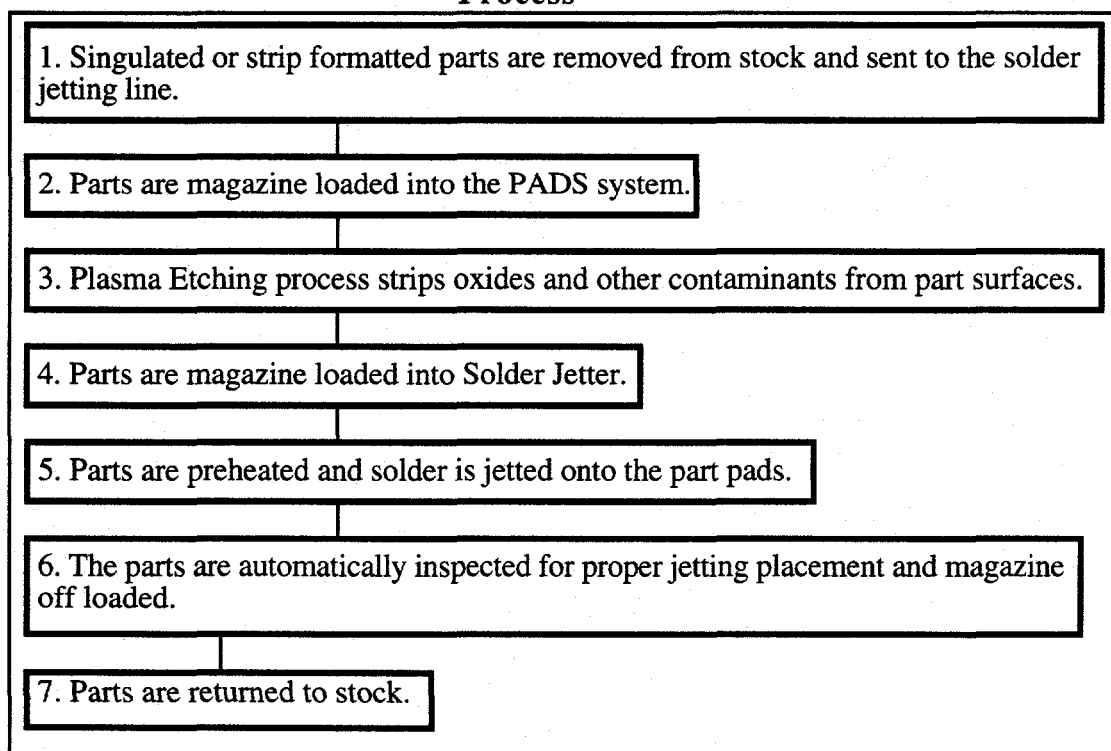 Process
1. Singulated or strip formatted parts are removed from stock and sent to the solder
jetting line.
2. Parts are magazine loaded into the PADS system.
3. Plasma Etching process strips oxides and other contaminants from part surfaces.
4. Parts are magazine loaded into Solder Jetter.
5. Parts are preheated and solder is jetted onto the part pads.
6. The parts are automatically inspected for proper jetting placement and magazine
off loaded.
7. Parts are returned to stock.